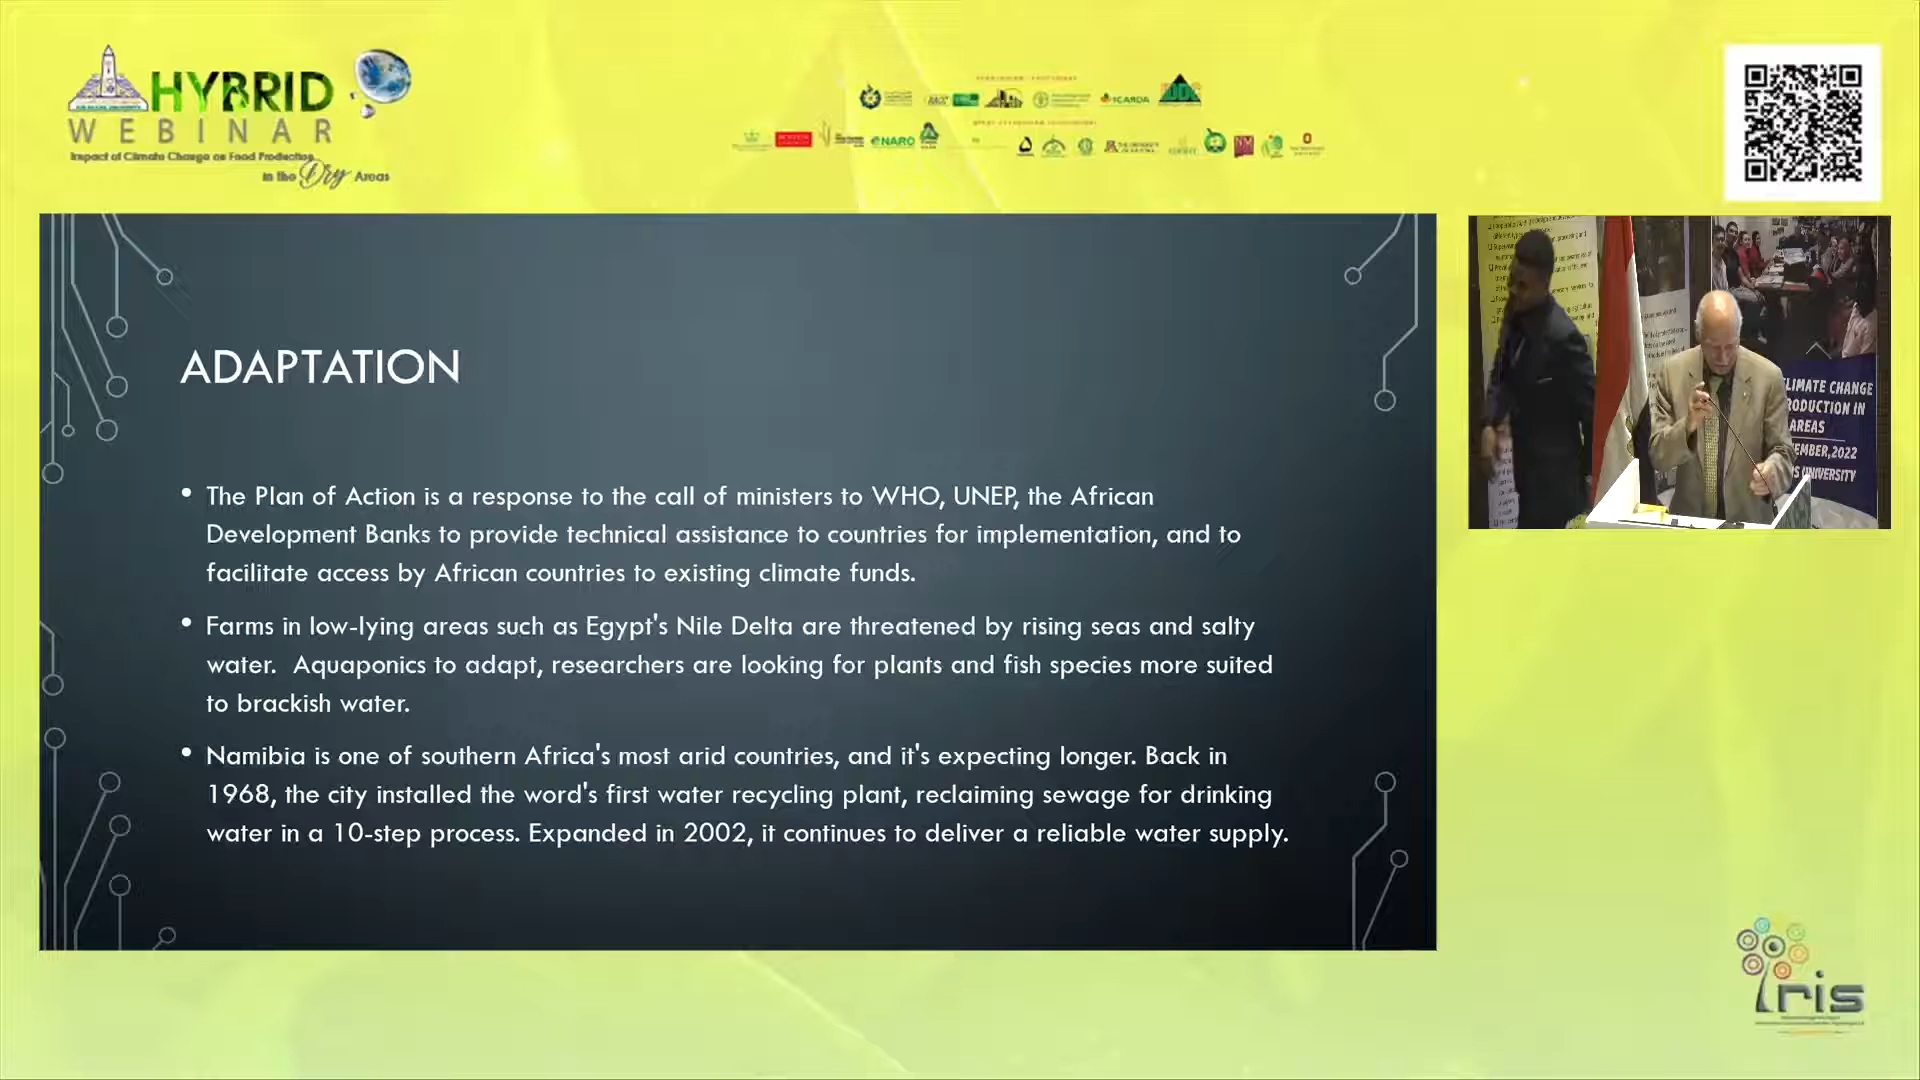 HYBRID
WEBINAR
Impact of Climate Change on Food Production
in the Dry Areas
ICARDA
NARO
ADAPTATION
• The Plan of Action is a response to the call of ministers to WHO, UNEP, the African
Development Banks to provide technical assistance to countries for implementation, and to
facilitate access by African countries to existing climate funds.
• Farms in low-lying areas such as Egypt's Nile Delta are threatened by rising seas and salty
water. Aquaponics to adapt, researchers are looking for plants and fish species more suited
to brackish water.
• Namibia is one of southern Africa's most arid countries, and it's expecting longer. Back in
1968, the city installed the word's first water recycling plant, reclaiming sewage for drinking
water in a 10-step process. Expanded in 2002, it continues to deliver a reliable water supply.
LIMATE CHANGE
RODUCTION IN
AREAS
EMBER,2022
S UNIVERSITY
iris